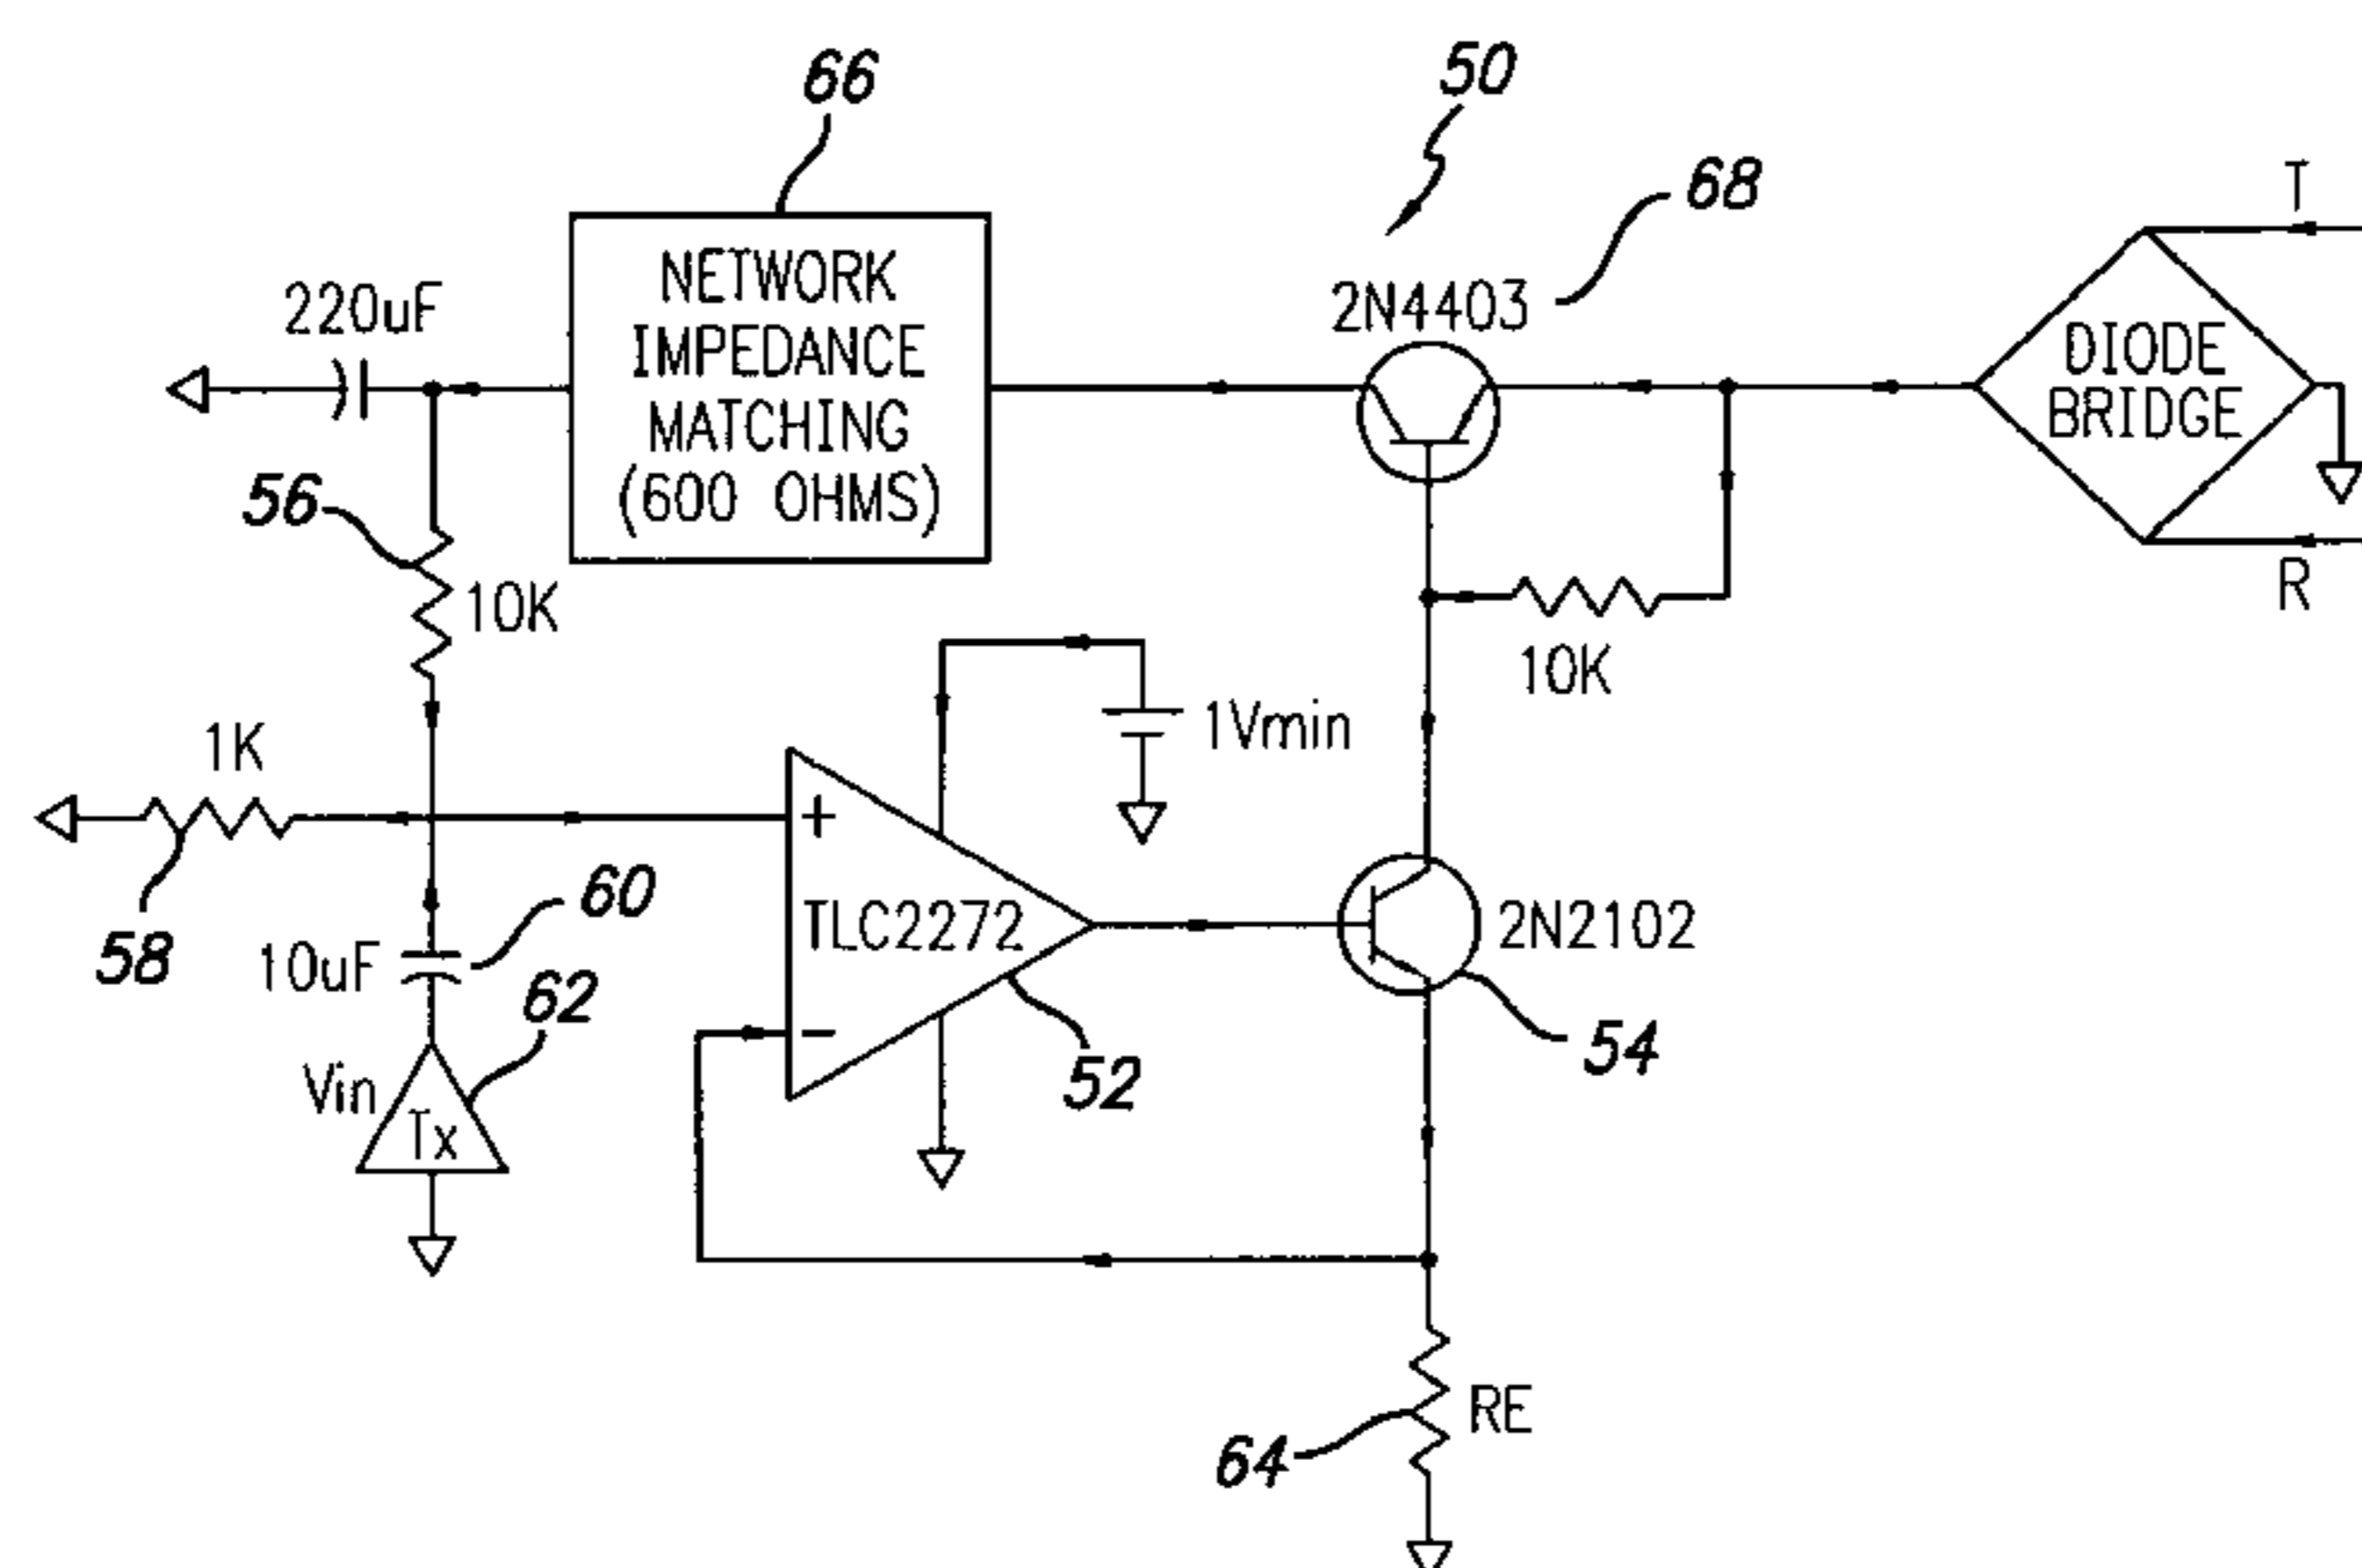 66
50
68
T
NETWORK
IMPEDANCE
MATCHING
(600 OHMS)
220uF
2N4403
DIODE
BRIDGE
56
10K
R
10K
1K
1Vmin
+
TLC2272
2N2102
60
58
10uF
62
−
54
52
Vin
Tx
RE
64